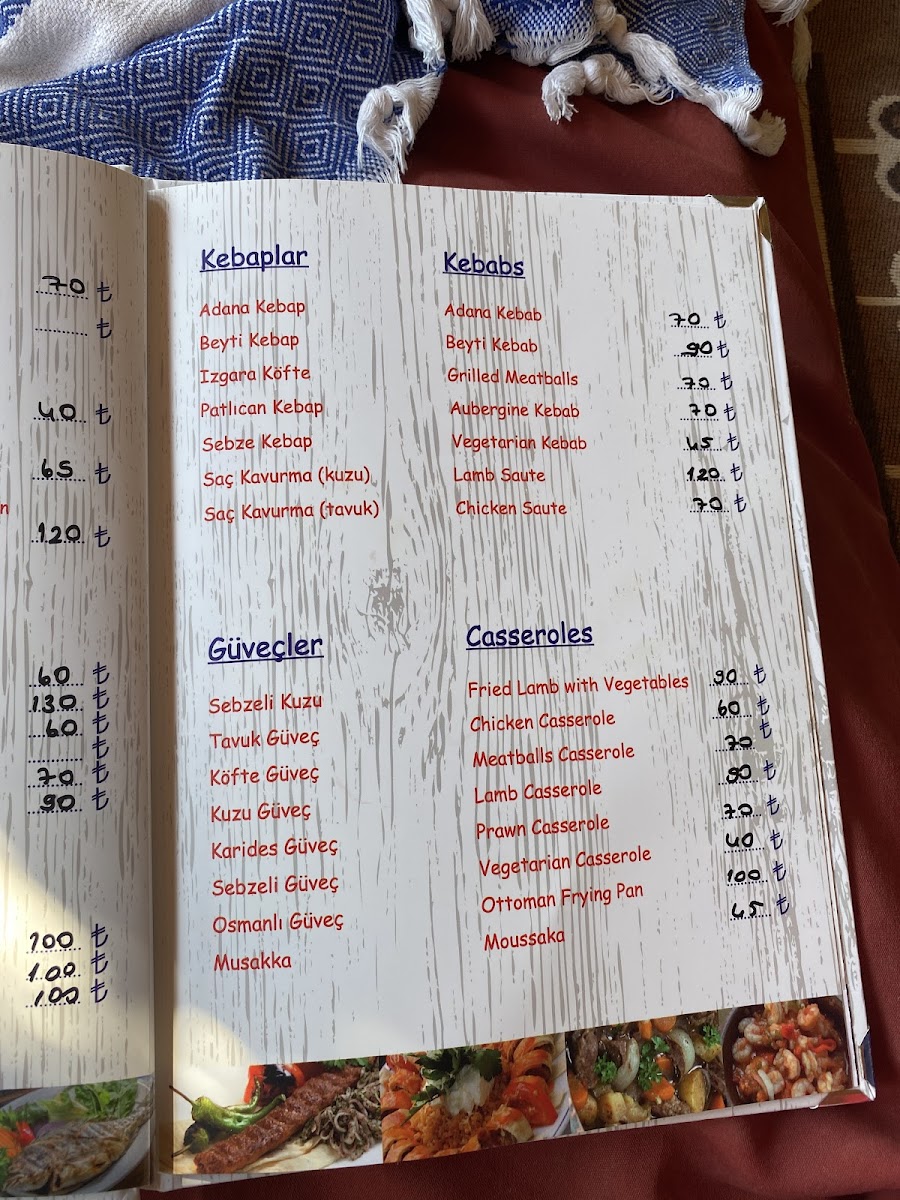 70 ₺
₺
40 ₺
65 ₺
n
120 ₺
60 ₺
130 ₺
60 ₺
₺
70 ₺
90 ₺
100 ₺
100 ₺
100 ₺
Kebaplar
Adana Kebap
Beyti Kebap
Izgara Köfte
Patlıcan Kebap
Sebze Kebap
Saç Kavurma (kuzu)
Saç Kavurma (tavuk)
Kebabs
Adana Kebab 70 ₺
Beyti Kebab 90 ₺
Grilled Meatballs 70 ₺
Aubergine Kebab 70 ₺
Vegetarian Kebab 45 ₺
Lamb Saute 120 ₺
Chicken Saute 70 ₺
Güveçler
Sebzeli Kuzu
Tavuk Güveç
Köfte Güveç
Kuzu Güveç
Karides Güveç
Sebzeli Güveç
Osmanlı Güveç
Musakka
Casseroles
Fried Lamb with Vegetables 90 ₺
Chicken Casserole 60 ₺
Meatballs Casserole 70 ₺
Lamb Casserole 90 ₺
Prawn Casserole 70 ₺
Vegetarian Casserole 40 ₺
Ottoman Frying Pan 100 ₺
Moussaka 45 ₺